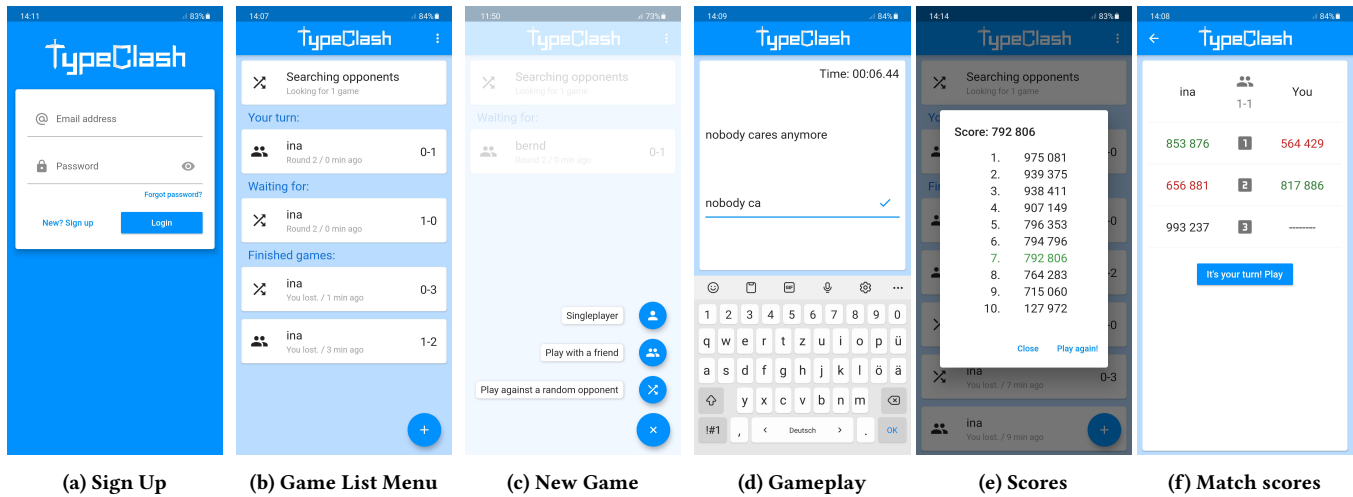 14:11
83%
TypeClash
Email address
Password
Forgot password?
New? Sign up
Login
(a) Sign Up
14:07
84%
TypeClash
Searching opponents
Looking for 1 game
Your turn:
ina
Round 2 / 0 min ago
0-1
Waiting for:
ina
Round 2 / 0 min ago
1-0
Finished games:
ina
You lost. / 1 min ago
0-3
ina
You lost. / 3 min ago
1-2
+
(b) Game List Menu
11:50
73%
TypeClash
Searching opponents
Looking for 1 game
Waiting for:
bernd
Round 2 / 0 min ago
0-1
Singleplayer
Play with a friend
Play against a random opponent
×
(c) New Game
14:09
84%
TypeClash
Time: 00:06.44
nobody cares anymore
nobody ca
GIF
1 2 3 4 5 6 7 8 9 0
q w e r t z u i o p ü
a s d f g h j k l ö ä
y x c v b n m
!#1 , < Deutsch > . OK
(d) Gameplay
14:14
83%
TypeClash
Searching opponents
Looking for 1 game
Yo
-0
Fi
-0
-2
-0
Score: 792 806
1. 975 081
2. 939 375
3. 938 411
4. 907 149
5. 796 353
6. 794 796
7. 792 806
8. 764 283
9. 715 060
10. 127 972
Close Play again!
ina
You lost. / 7 min ago
0-3
ina
You lost. / 9 min ago
+
(e) Scores
14:08
84%
TypeClash
ina 1-1 You
853 876 1 564 429
656 881 2 817 886
993 237 3 --------
It's your turn! Play
(f) Match scores